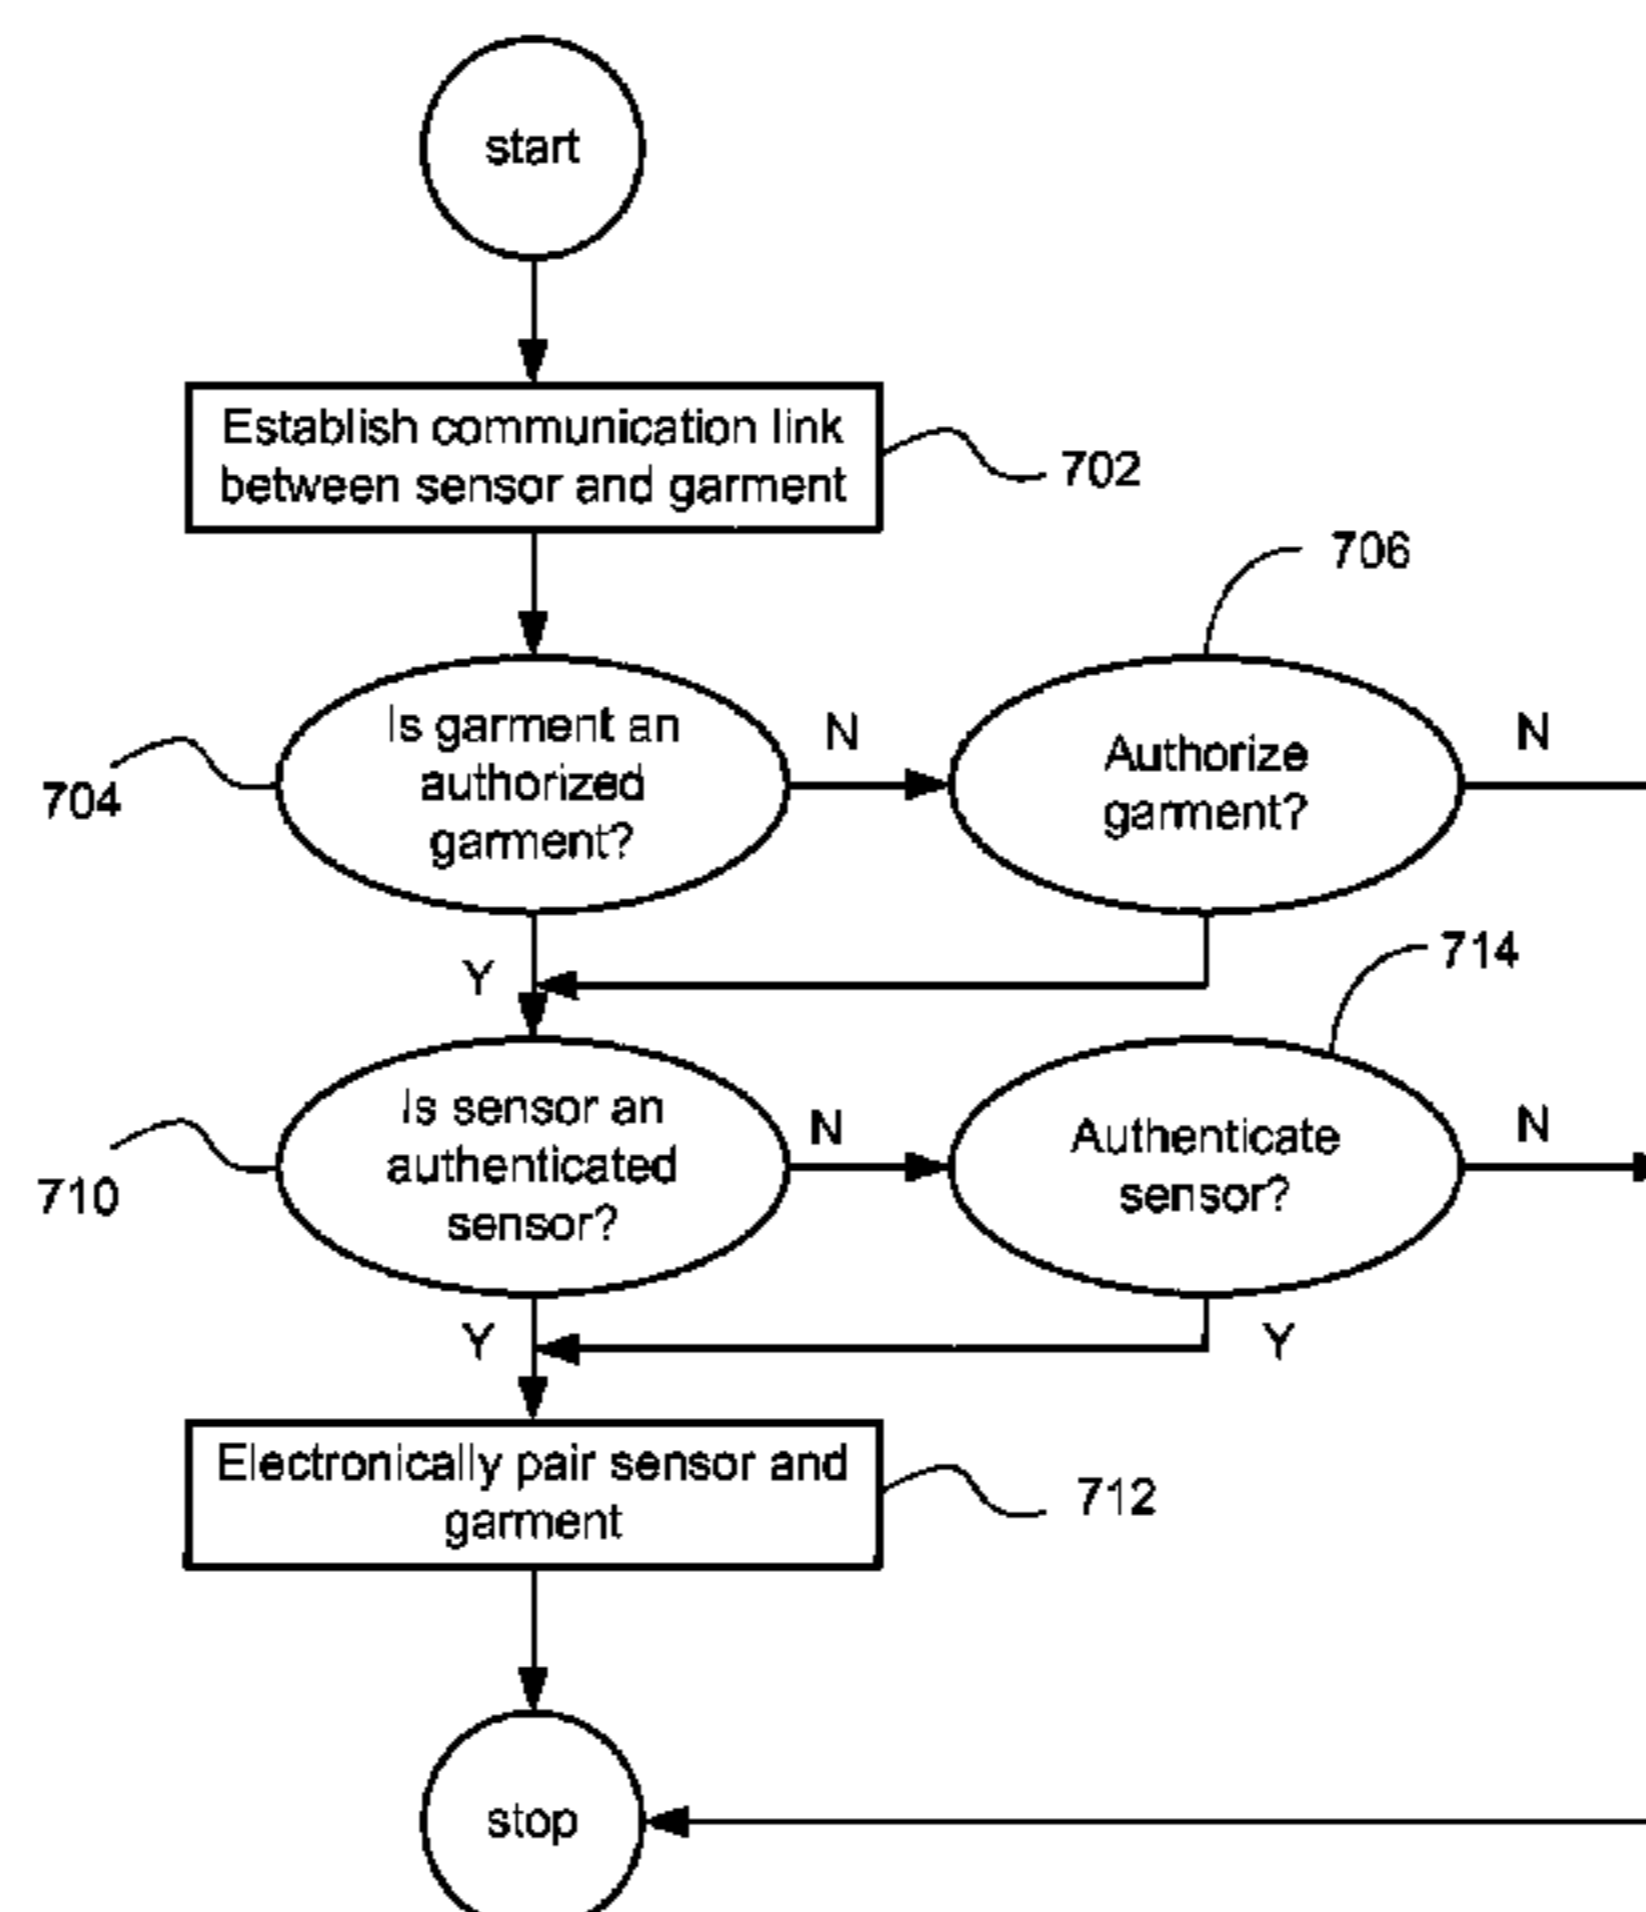 start
Establish communication link
between sensor and garment
702
706
Is garment an
authorized
garment?
N
Authorize
garment?
N
704
Y
714
Is sensor an
authenticated
sensor?
N
Authenticate
sensor?
N
710
Y
Y
Electronically pair sensor and
garment
712
stop